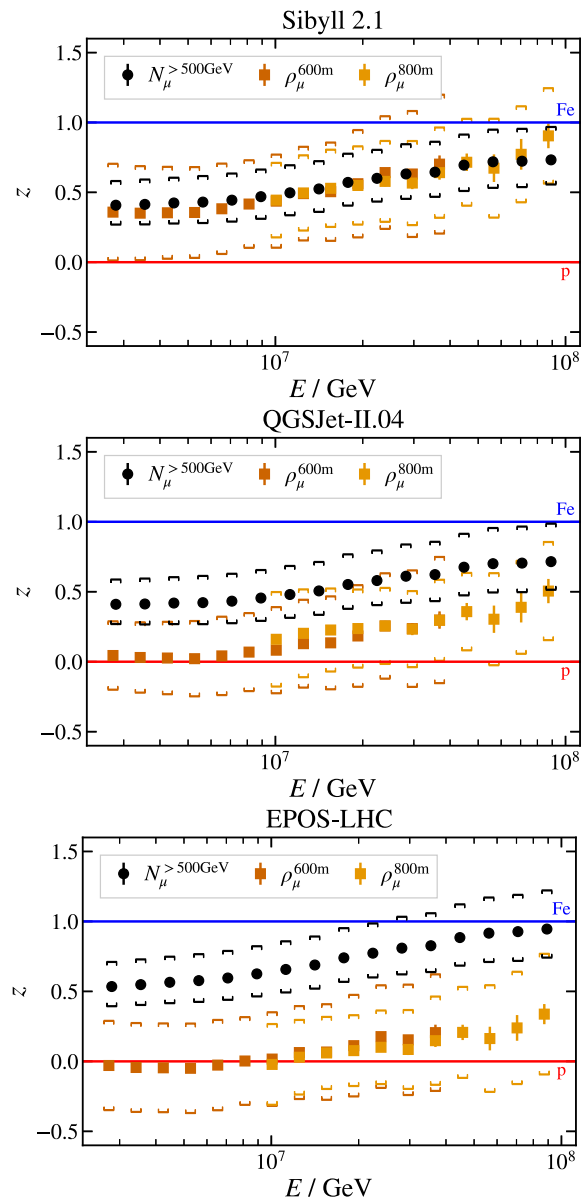 Sibyll 2.1
1.5
N_μ^{>500GeV} ρ_μ^{600m} ρ_μ^{800m}
Fe
1.0
z
0.5
0.0
p
−0.5
10^7 10^8
E / GeV
QGSJet-II.04
1.5
N_μ^{>500GeV} ρ_μ^{600m} ρ_μ^{800m}
Fe
1.0
z
0.5
0.0
p
−0.5
10^7 10^8
E / GeV
EPOS-LHC
1.5
N_μ^{>500GeV} ρ_μ^{600m} ρ_μ^{800m}
Fe
1.0
z
0.5
0.0
p
−0.5
10^7 10^8
E / GeV